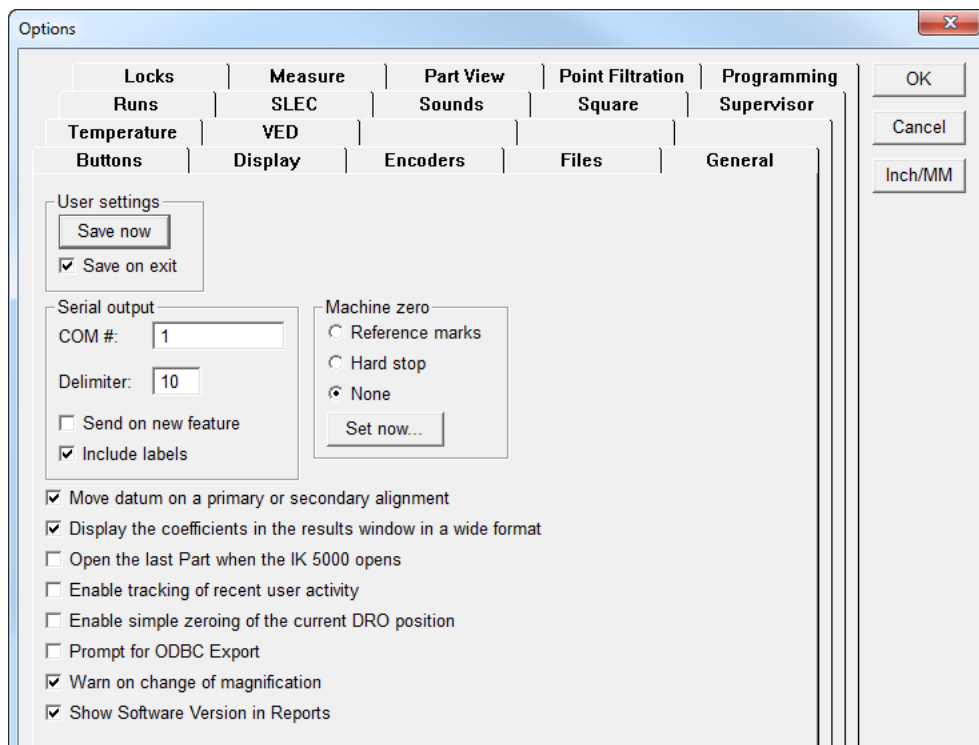 Options
Locks Measure Part View Point Filtration Programming OK
Runs SLEC Sounds Square Supervisor
Temperature VED Cancel
Buttons Display Encoders Files General
Inch/MM
User settings
Save now
Save on exit
Serial output Machine zero
COM #: 1 Reference marks
Hard stop
Delimiter: 10 None
Send on new feature Set now...
Include labels
Move datum on a primary or secondary alignment
Display the coefficients in the results window in a wide format
Open the last Part when the IK 5000 opens
Enable tracking of recent user activity
Enable simple zeroing of the current DRO position
Prompt for ODBC Export
Warn on change of magnification
Show Software Version in Reports